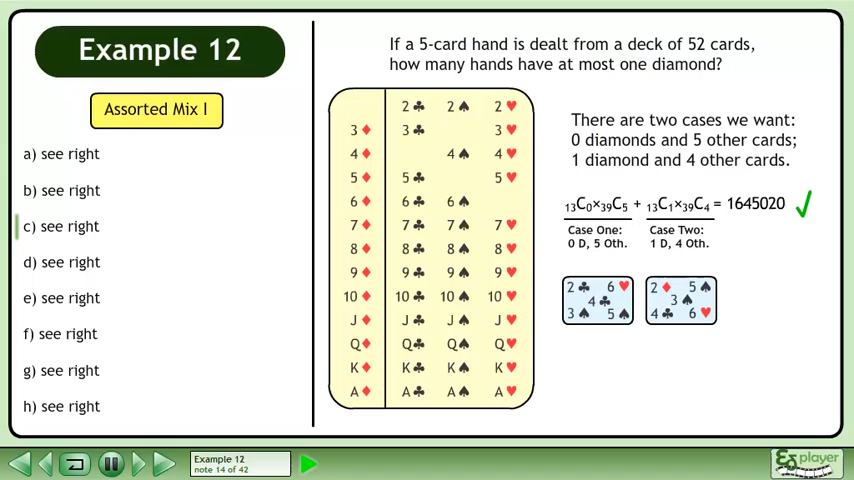 Example 12
Assorted Mix I
a) see right
b) see right
c) see right
d) see right
e) see right
f) see right
g) see right
h) see right
If a 5-card hand is dealt from a deck of 52 cards,
how many hands have at most one diamond?
2♣ 2♠ 2♥
3♦ 3♣ 3♥
4♦ 4♠ 4♥
5♦ 5♣ 5♥
6♦ 6♣ 6♠
7♦ 7♣ 7♠ 7♥
8♦ 8♣ 8♠ 8♥
9♦ 9♣ 9♠ 9♥
10♦ 10♣ 10♠ 10♥
J♦ J♣ J♠ J♥
Q♦ Q♣ Q♠ Q♥
K♦ K♣ K♠ K♥
A♦ A♣ A♠ A♥
There are two cases we want:
0 diamonds and 5 other cards;
1 diamond and 4 other cards.
₁₃C₀×₃₉C₅ + ₁₃C₁×₃₉C₄ = 1645020 ✓
Case One:
0 D, 5 Oth.
Case Two:
1 D, 4 Oth.
2♣ 6♥
4♣
3♠ 5♠
2♦ 5♠
3♠
4♣ 6♥
Example 12
note 14 of 42
player